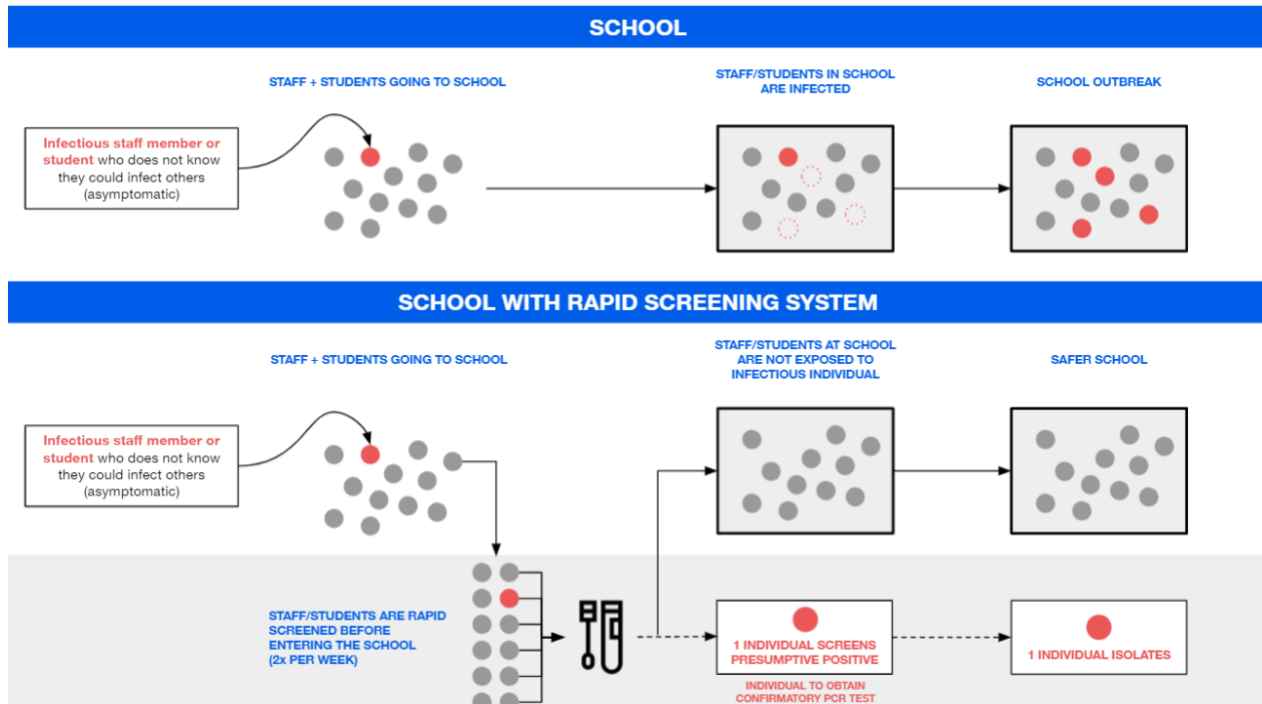 SCHOOL
STAFF + STUDENTS GOING TO SCHOOL
STAFF/STUDENTS IN SCHOOL
ARE INFECTED
SCHOOL OUTBREAK
Infectious staff member or
student who does not know
they could infect others
(asymptomatic)
SCHOOL WITH RAPID SCREENING SYSTEM
STAFF + STUDENTS GOING TO SCHOOL
STAFF/STUDENTS AT SCHOOL
ARE NOT EXPOSED TO
INFECTIOUS INDIVIDUAL
SAFER SCHOOL
Infectious staff member or
student who does not know
they could infect others
(asymptomatic)
STAFF/STUDENTS ARE RAPID
SCREENED BEFORE
ENTERING THE SCHOOL
(2x PER WEEK)
1 INDIVIDUAL SCREENS
PRESUMPTIVE POSITIVE
1 INDIVIDUAL ISOLATES
INDIVIDUAL TO OBTAIN
CONFIRMATORY PCR TEST